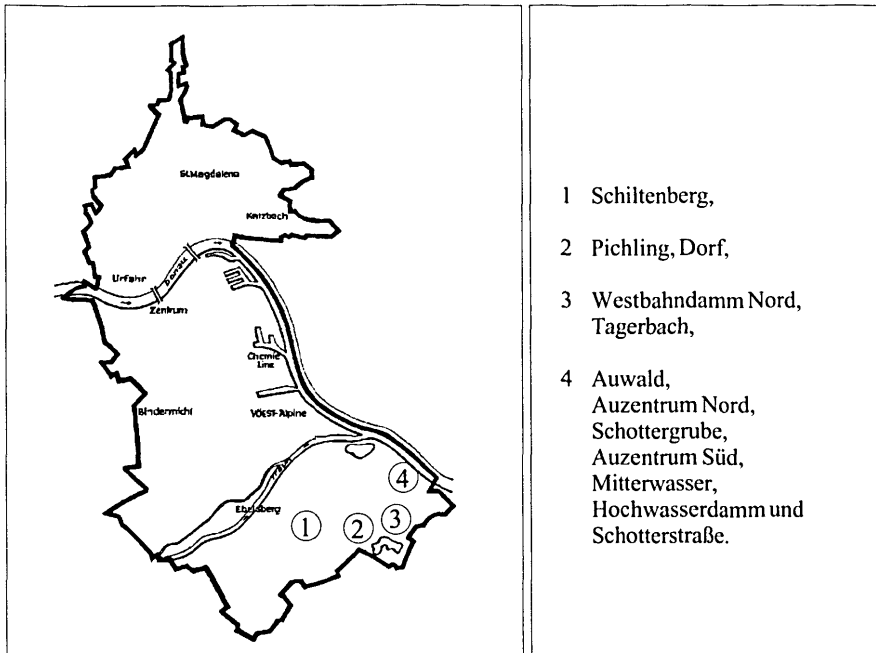 St.Magdalena
Katzbach
Urfahr
Donau
Zentrum
Chemie
Linz
Bindermichl
VÖEST-Alpine
Traun
Ebelsberg
4
1
2
3
1 Schiltenberg,
2 Pichling, Dorf,
3 Westbahndamm Nord,
Tagerbach,
4 Auwald,
Auzentrum Nord,
Schottergrube,
Auzentrum Süd,
Mitterwasser,
Hochwasserdamm und
Schotterstraße.